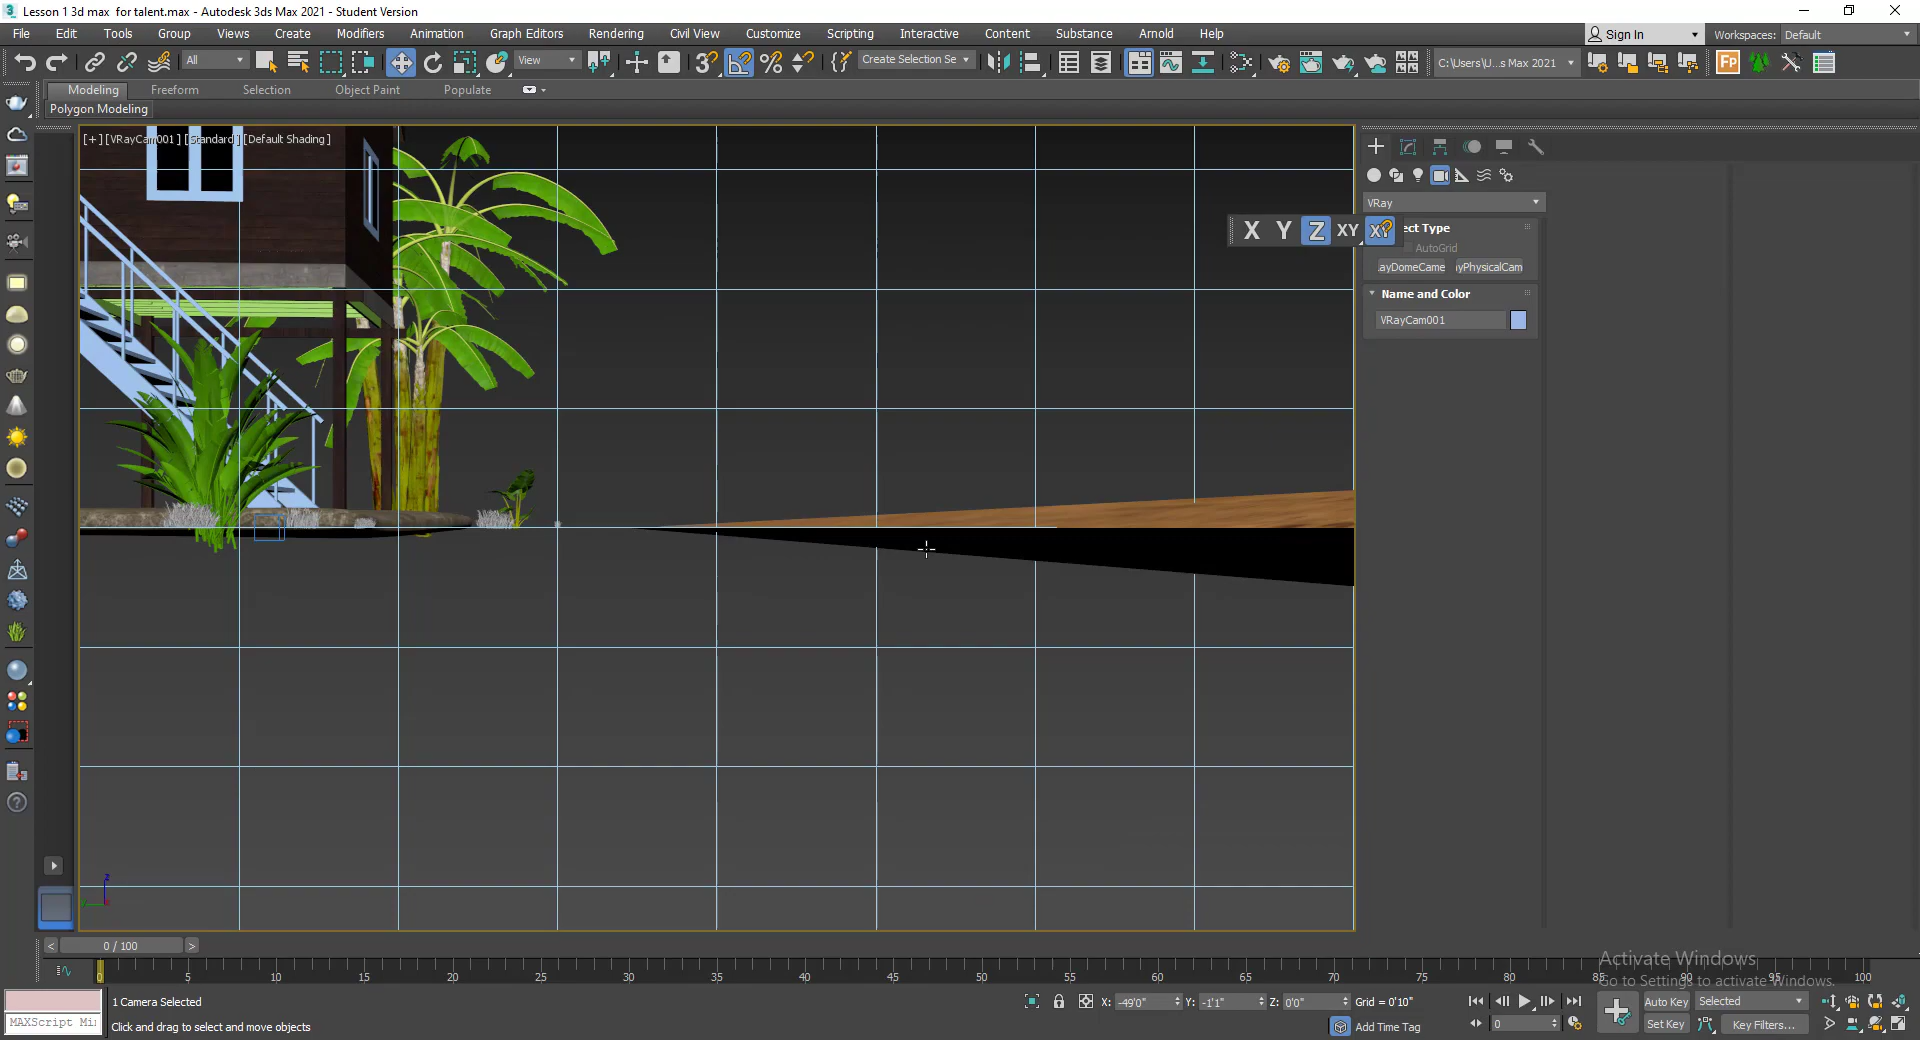 Lesson 1 3d max  for talent.max - Autodesk 3ds Max 2021 - Student Version
File Edit Tools Group Views Create Modifiers Animation Graph Editors Rendering Civil View Customize Scripting Interactive Content Substance Arnold Help
Sign In
Workspaces: Default
All
View
Create Selection Se
C:\Users\U...s Max 2021
Modeling Freeform Selection Object Paint Populate
Polygon Modeling
[+] [VRayCam001] [Standard] [Default Shading]
VRay
X Y Z XY XY
ect Type
AutoGrid
ayDomeCame yPhysicalCam
Name and Color
VRayCam001
z
0 / 100
0 5 10 15 20 25 30 35 40 45 50 55 60 65 70 75 80 85 90 95 100
Activate Windows
Go to Settings to activate Windows.
1 Camera Selected
X: -49'0" Y: -1'1" Z: 0'0" Grid = 0'10"
Auto Key Selected
MAXScript Mi
Click and drag to select and move objects
Add Time Tag
0
Set Key Key Filters...